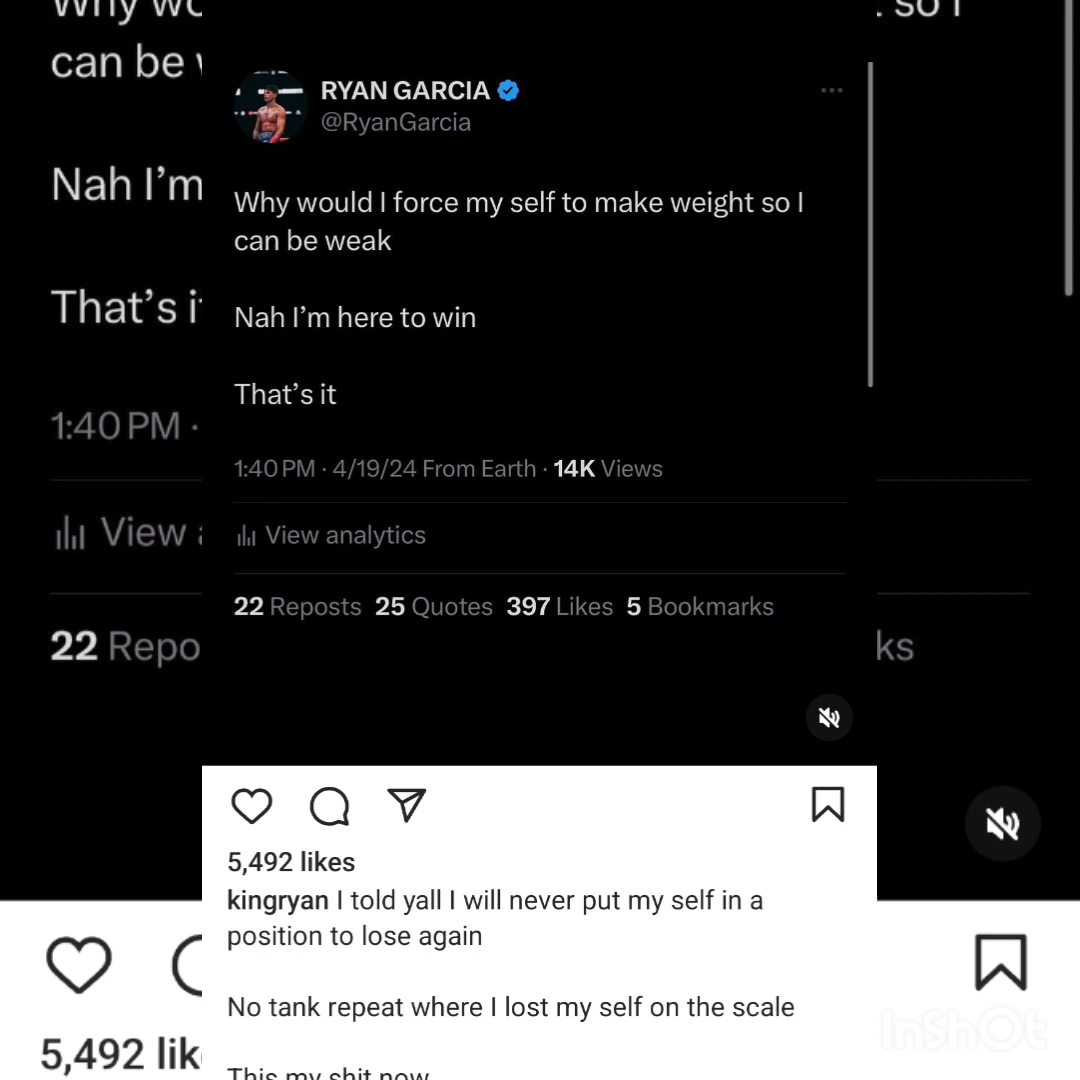 RYAN GARCIA
@RyanGarcia
Why would I force my self to make weight so I
can be weak
Nah I'm here to win
That's it
1:40 PM · 4/19/24 From Earth · 14K Views
View analytics
22 Reposts 25 Quotes 397 Likes 5 Bookmarks
5,492 likes
kingryan I told yall I will never put my self in a
position to lose again
No tank repeat where I lost my self on the scale
This my shit now
can be
Nah I'm
That's
1:40 PM ·
View
22 Repo
ks
5,492 lik
so I
InShOt